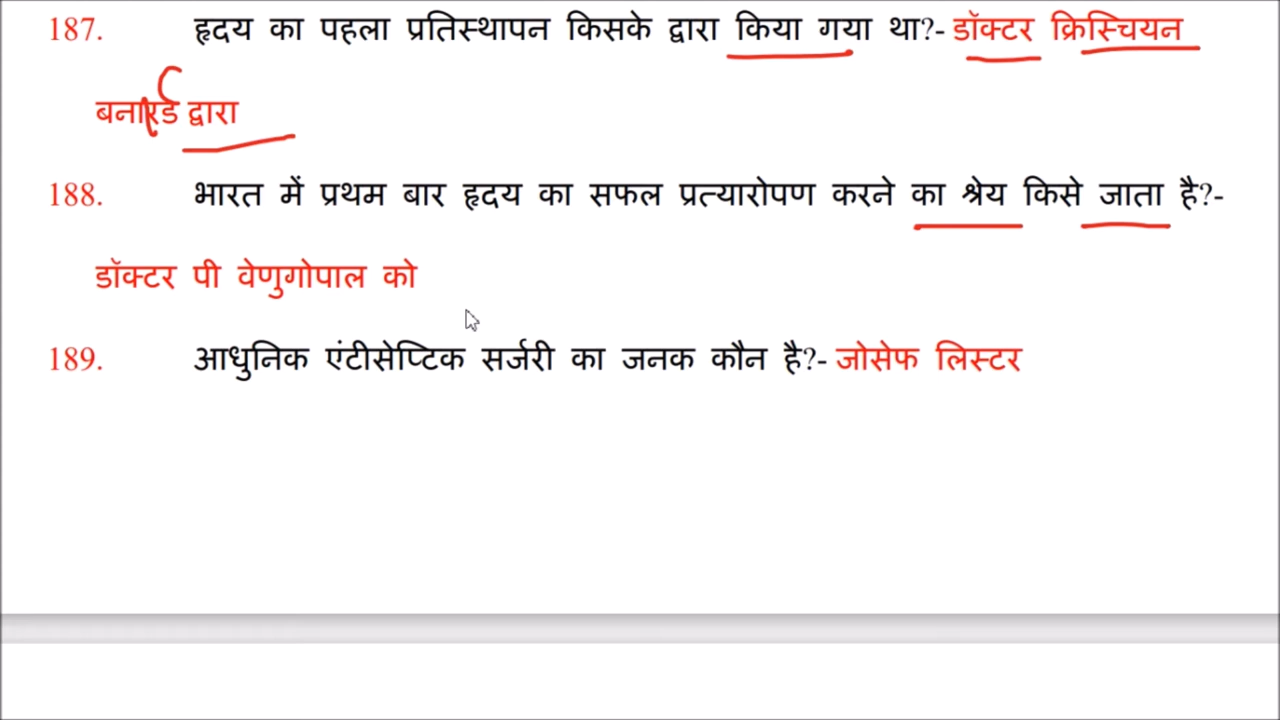 187. हृदय का पहला प्रतिस्थापन किसके द्वारा किया गया था?- डॉक्टर क्रिस्चियन
बनारर्ड द्वारा
188. भारत में प्रथम बार हृदय का सफल प्रत्यारोपण करने का श्रेय किसे जाता है?-
डॉक्टर पी वेणुगोपाल को
189. आधुनिक एंटीसेप्टिक सर्जरी का जनक कौन है?- जोसेफ लिस्टर